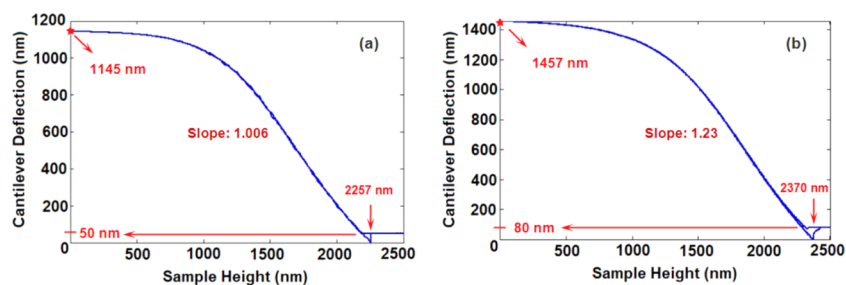 (a)
Cantilever Deflection (nm)
1200
1000
800
600
400
200
0
1145 nm
Slope: 1.006
2257 nm
50 nm
500
1000
1500
2000
2500
Sample Height (nm)
(b)
Cantilever Deflection (nm)
1400
1200
1000
800
600
400
200
0
1457 nm
Slope: 1.23
2370 nm
80 nm
500
1000
1500
2000
2500
Sample Height (nm)